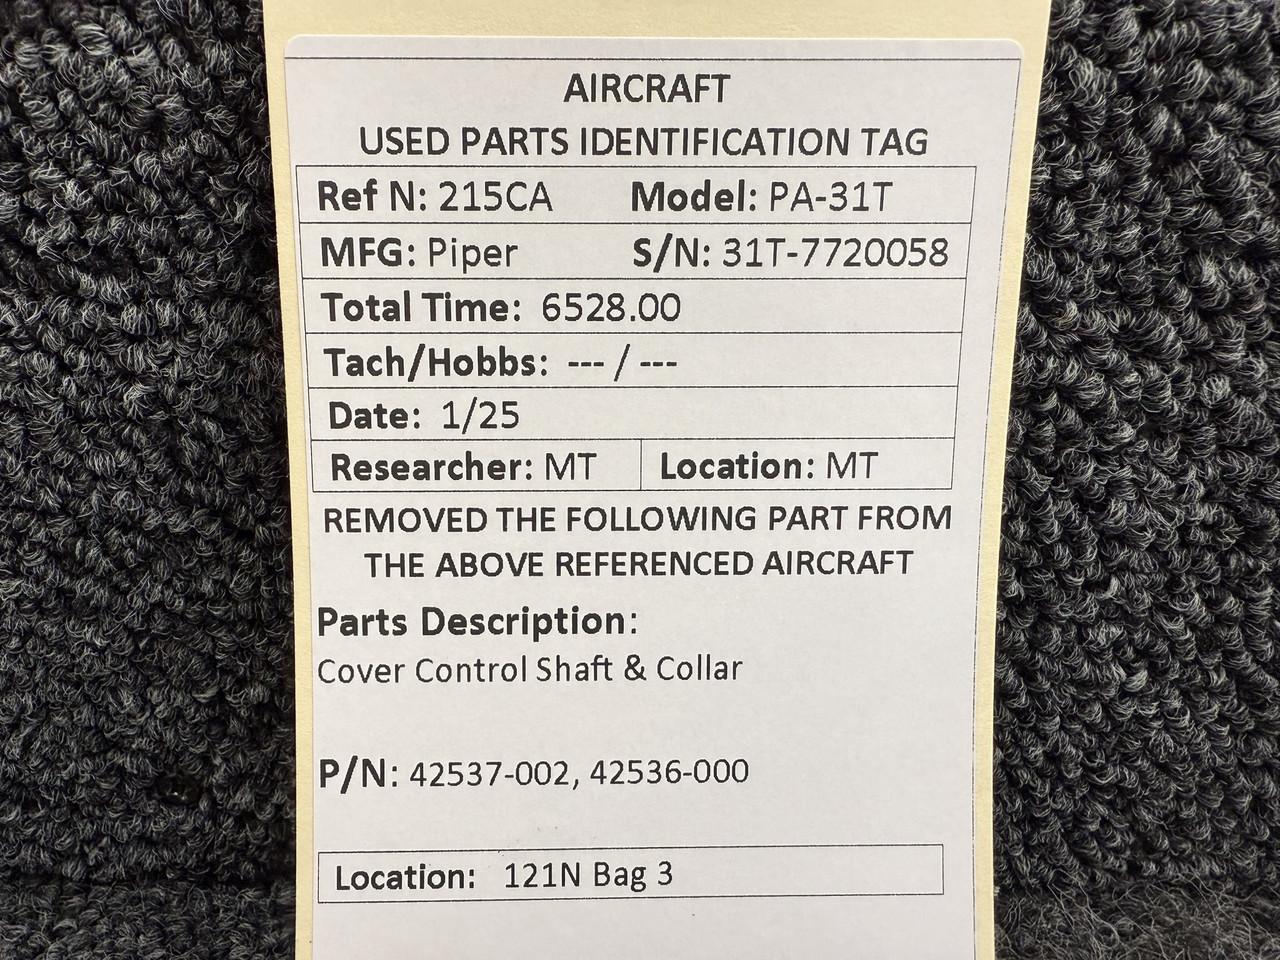 AIRCRAFT
USED PARTS IDENTIFICATION TAG
Ref N: 215CA Model: PA-31T
MFG: Piper S/N: 31T-7720058
Total Time: 6528.00
Tach/Hobbs: --- / ---
Date: 1/25
Researcher: MT Location: MT
REMOVED THE FOLLOWING PART FROM
THE ABOVE REFERENCED AIRCRAFT
Parts Description:
Cover Control Shaft & Collar
P/N: 42537-002, 42536-000
Location: 121N Bag 3